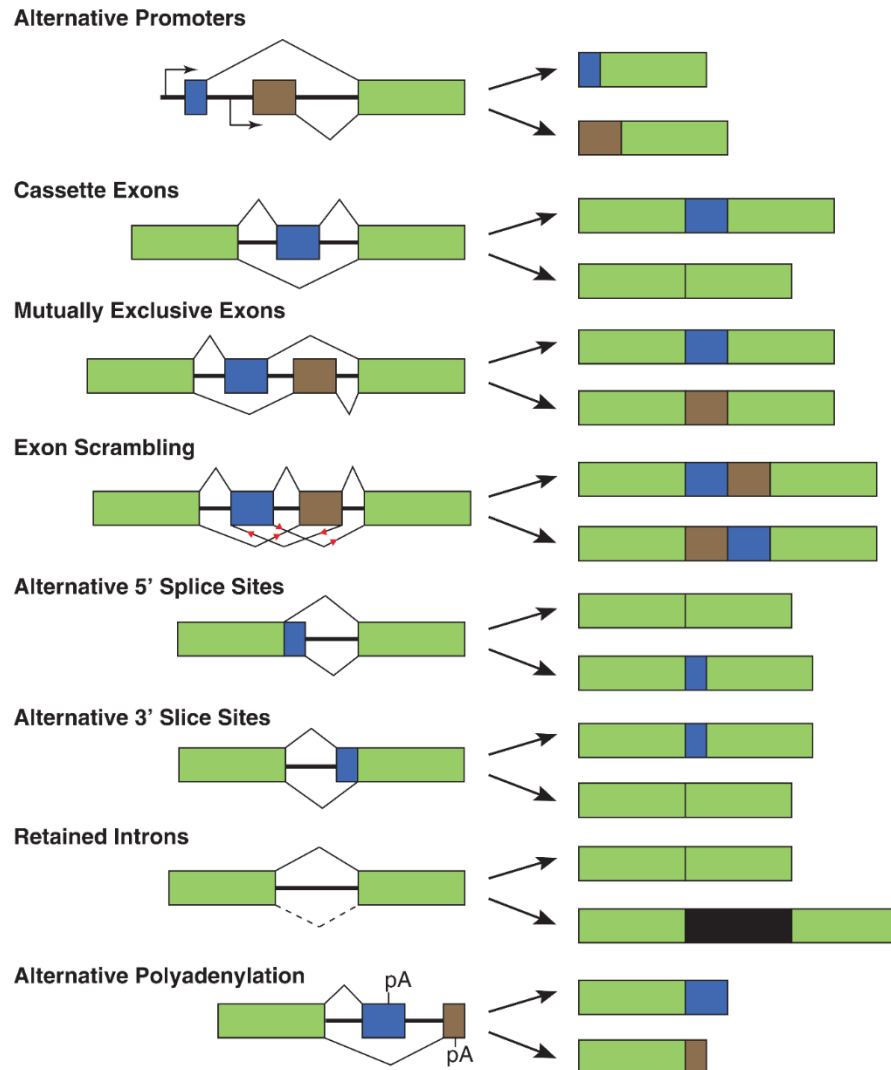 Alternative Promoters
Cassette Exons
Mutually Exclusive Exons
Exon Scrambling
Alternative 5' Splice Sites
Alternative 3' Slice Sites
Retained Introns
Alternative Polyadenylation
pA
pA